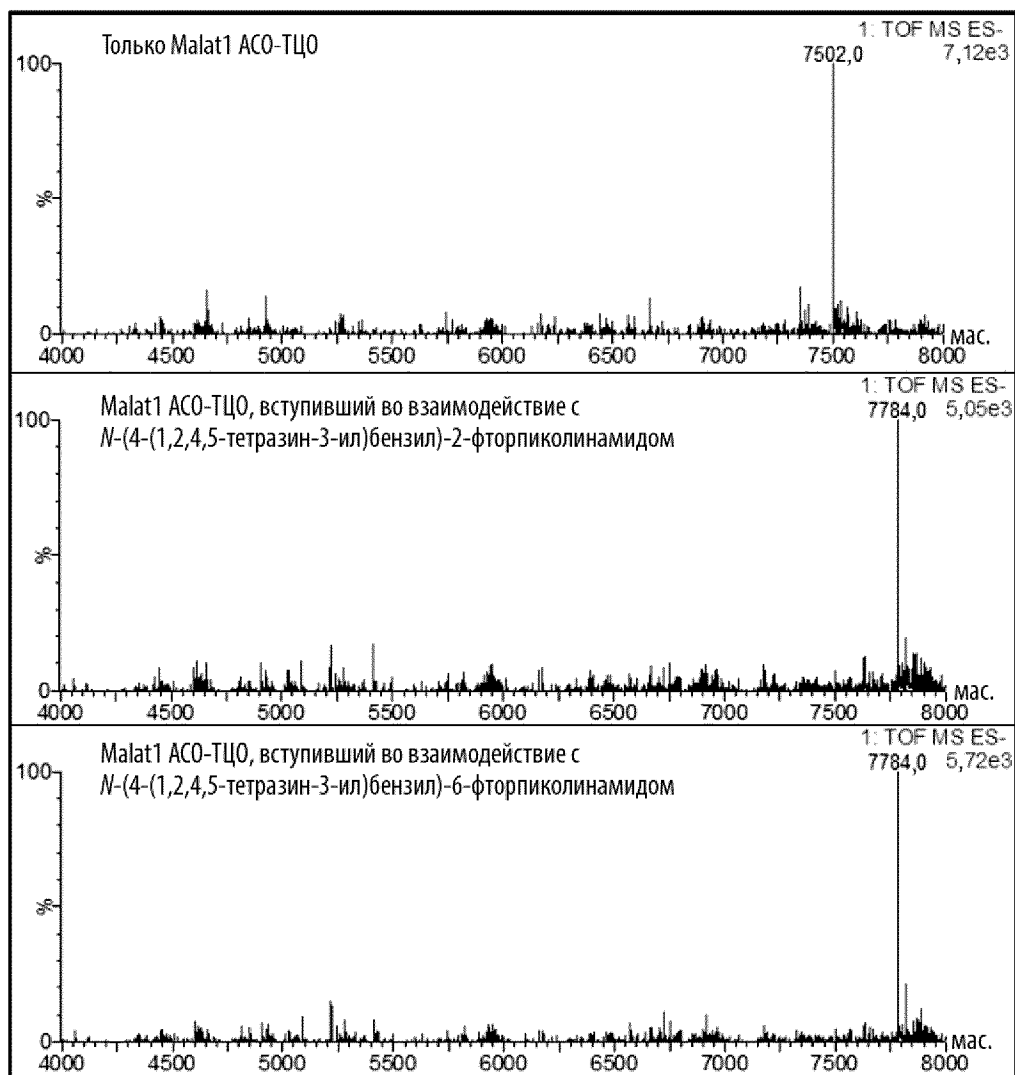 Только Malat1 АСО-ТЦО
1: TOF MS ES-
7502,0 7,12e3
100
%
0
4000 4500 5000 5500 6000 6500 7000 7500 8000 мас.
Malat1 АСО-ТЦО, вступивший во взаимодействие с
N-(4-(1,2,4,5-тетразин-3-ил)бензил)-2-фторпиколинамидом
1: TOF MS ES-
7784,0 5,05e3
100
%
0
4000 4500 5000 5500 6000 6500 7000 7500 8000 мас.
Malat1 АСО-ТЦО, вступивший во взаимодействие с
N-(4-(1,2,4,5-тетразин-3-ил)бензил)-6-фторпиколинамидом
1: TOF MS ES-
7784,0 5,72e3
100
%
0
4000 4500 5000 5500 6000 6500 7000 7500 8000 мас.